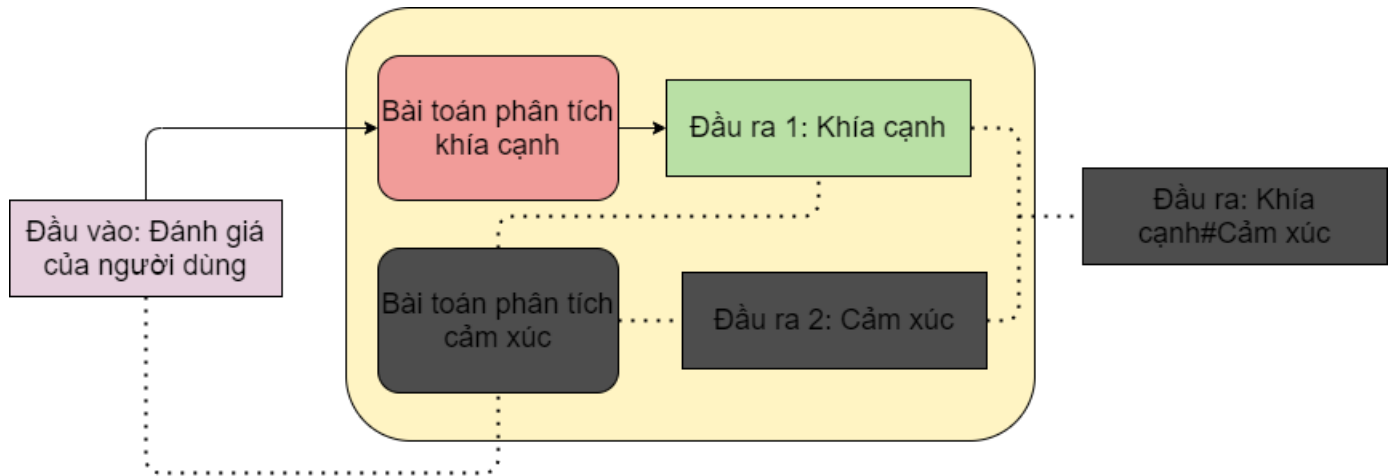 Bài toán phân tích
khía cạnh
Đầu ra 1: Khía cạnh
Đầu vào: Đánh giá
của người dùng
Đầu ra: Khía
cạnh#Cảm xúc
Bài toán phân tích
cảm xúc
Đầu ra 2: Cảm xúc